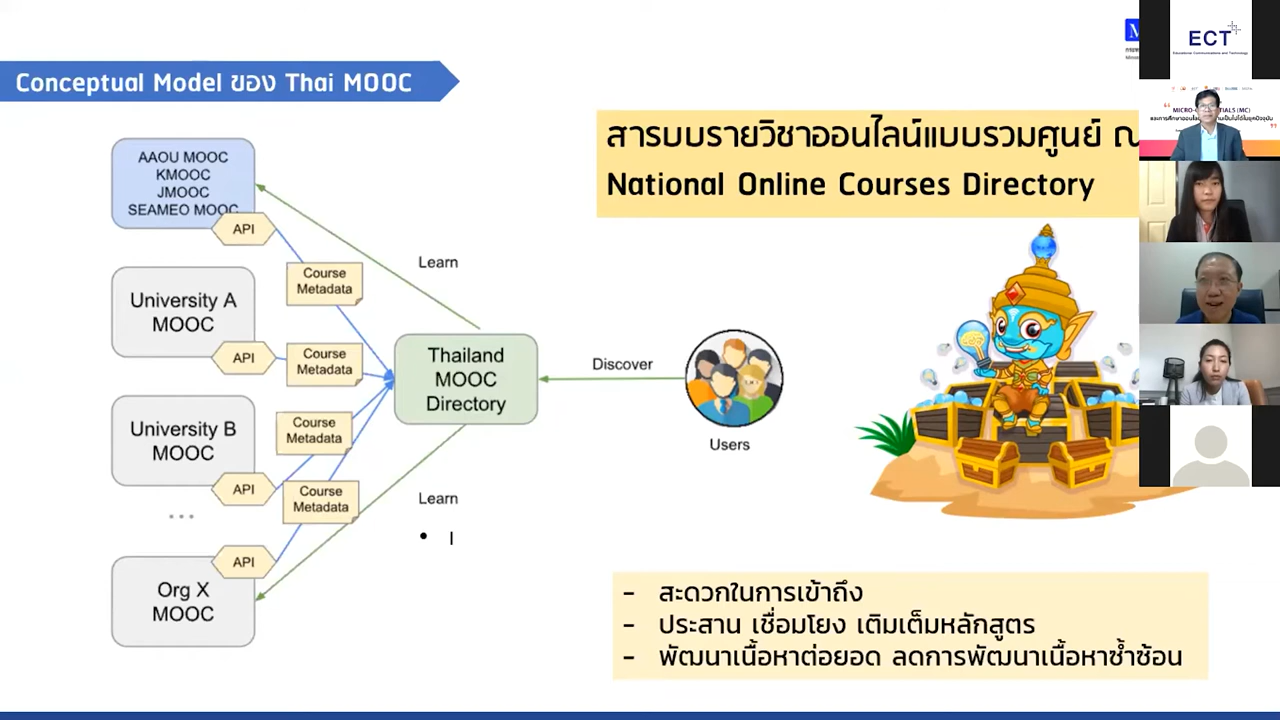 Conceptual Model ของ Thai MOOC
สารบบรายวิชาออนไลน์แบบรวมศูนย์ ณ
National Online Courses Directory
AAOU MOOC
KMOOC
JMOOC
SEAMEO MOOC
API
Course
Metadata
Learn
University A
MOOC
API
Course
Metadata
Thailand
MOOC
Directory
Discover
Users
University B
MOOC
API
Course
Metadata
Course
Metadata
Learn
• I
...
API
Org X
MOOC
- สะดวกในการเข้าถึง
- ประสาน เชื่อมโยง เติมเต็มหลักสูตร
- พัฒนาเนื้อหาต่อยอด ลดการพัฒนาเนื้อหาซ้ำซ้อน
M
ECT
Educational Communications and Technology